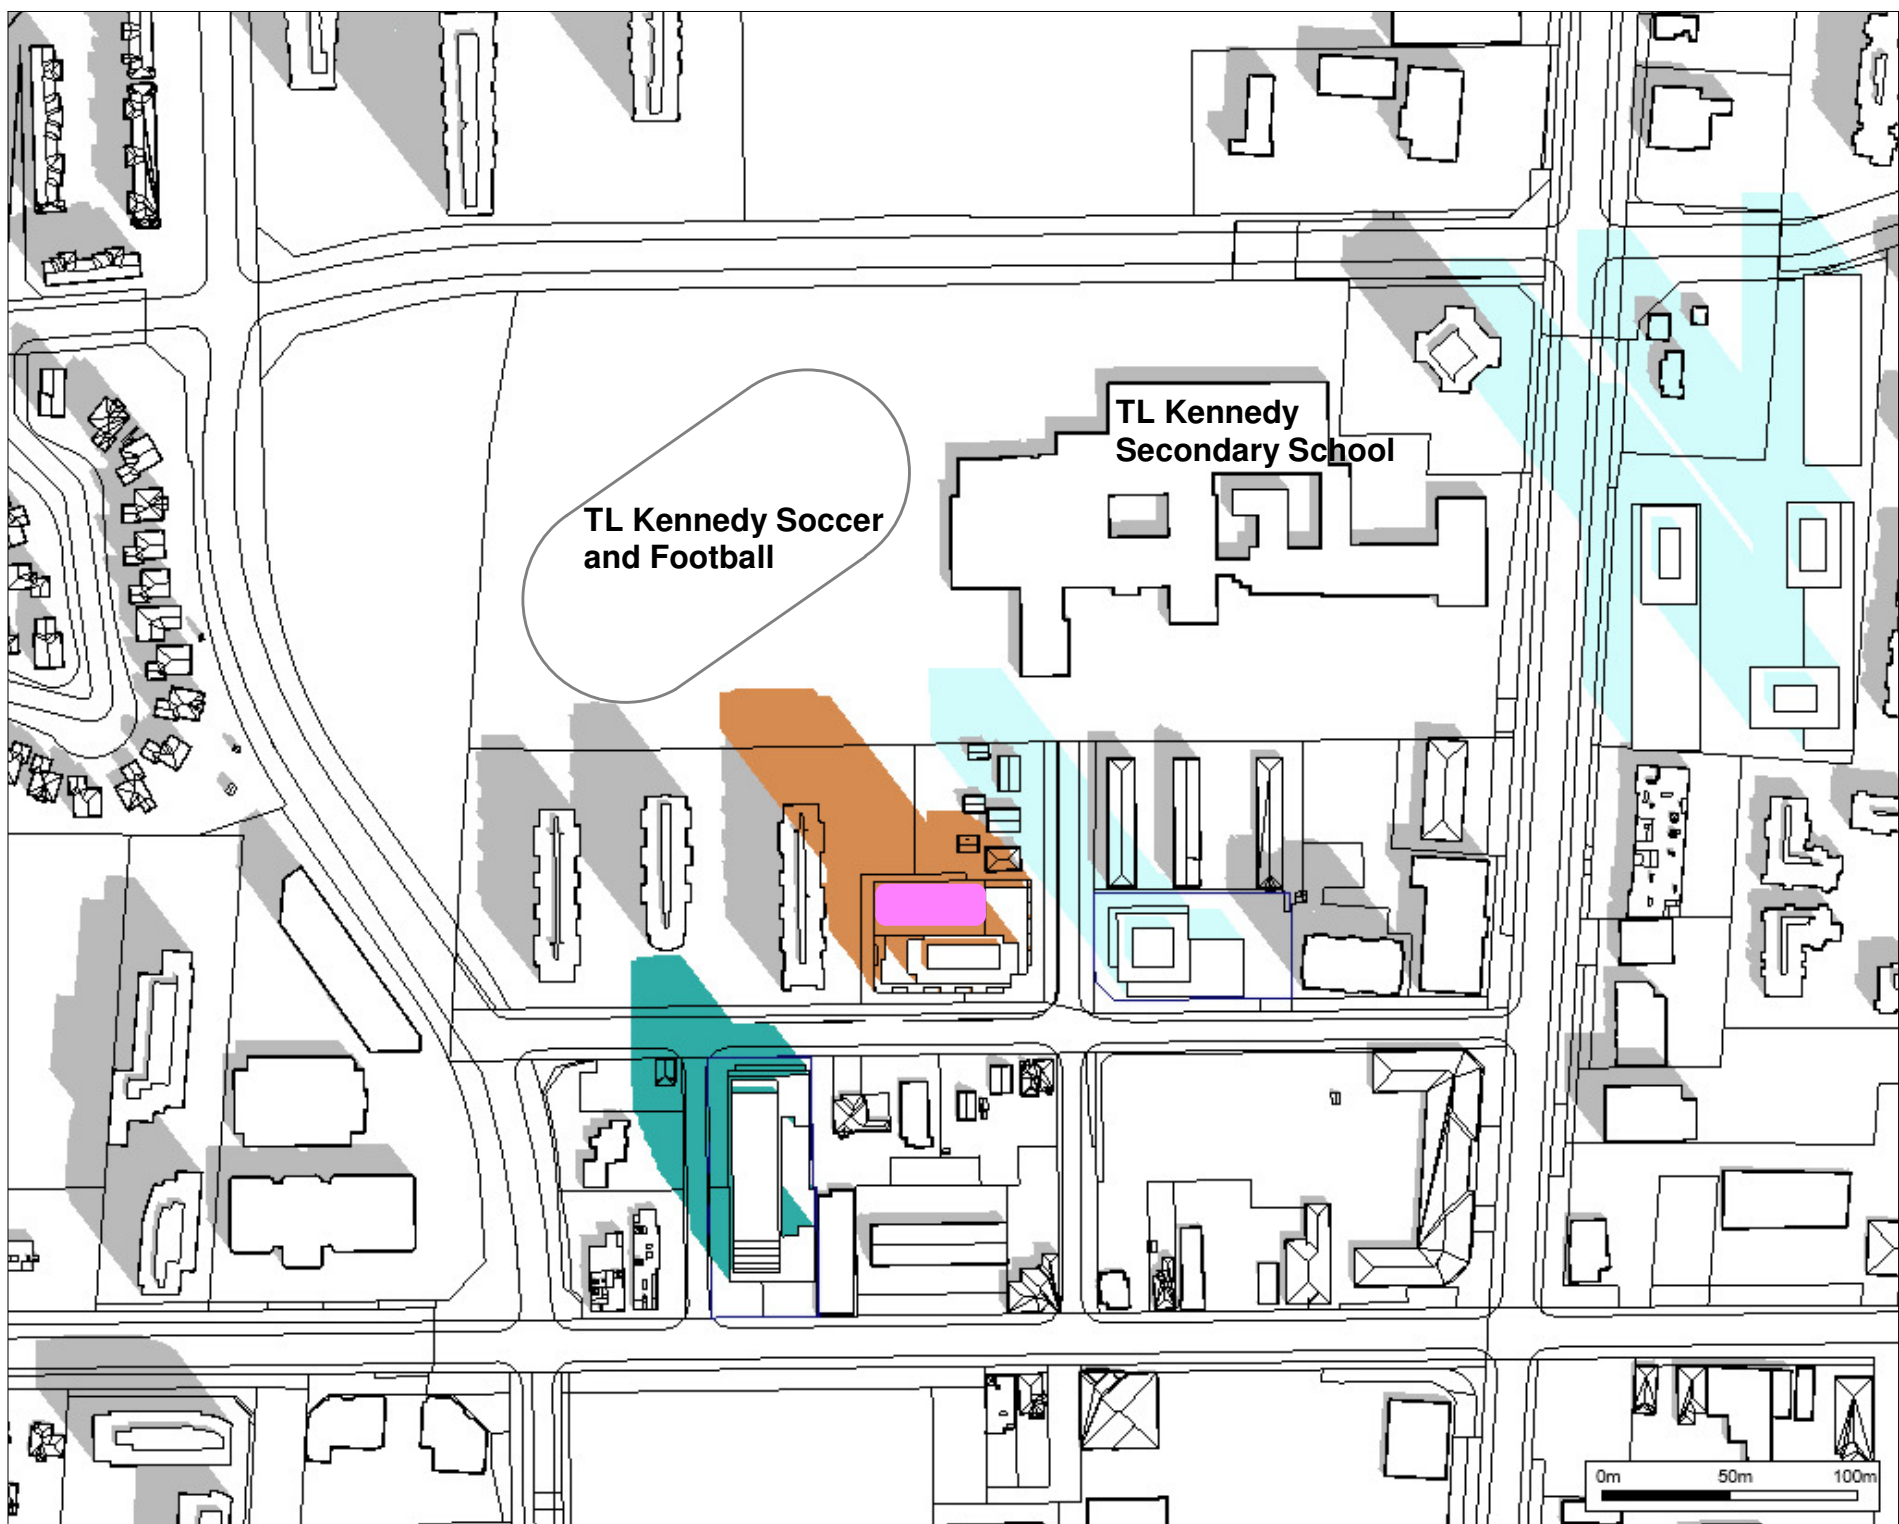 TL Kennedy
Secondary School
TL Kennedy Soccer
and Football
0m 50m 100m